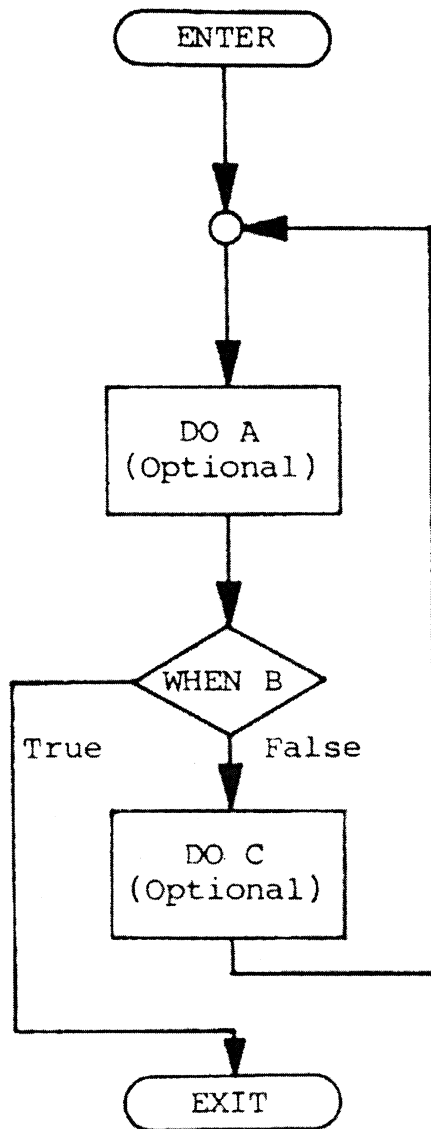 ENTER
DO A
(Optional)
WHEN B
True
False
DO C
(Optional)
EXIT